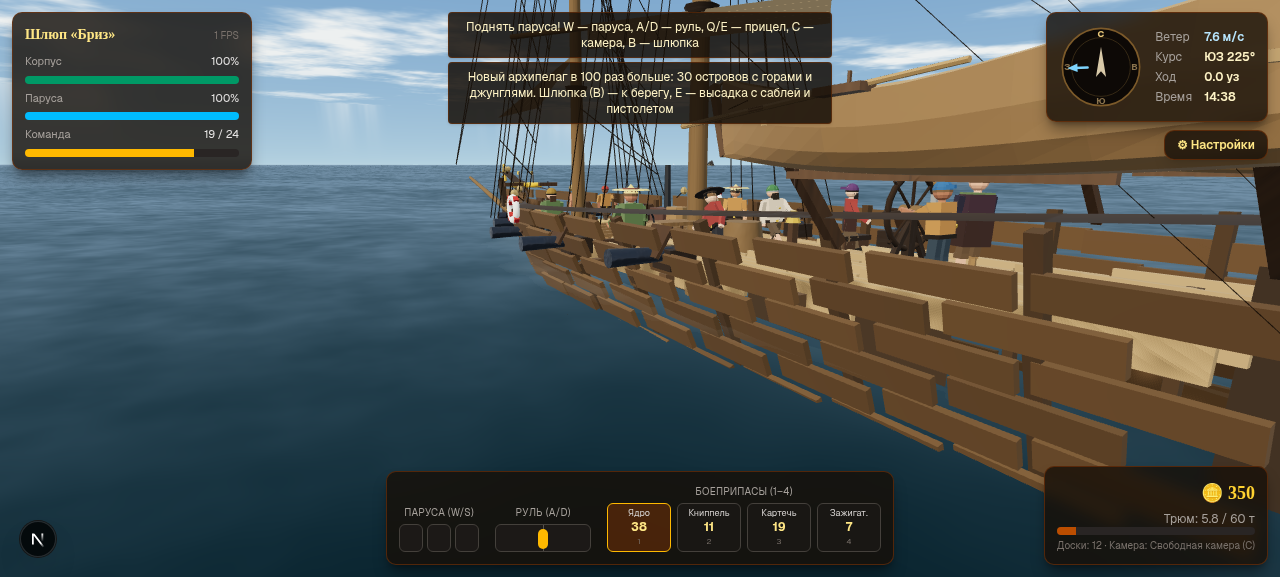 Шлюп «Бриз»
1 FPS
Корпус
100%
Паруса
100%
Команда
19 / 24
Поднять паруса! W — паруса, A/D — руль, Q/E — прицел, C —
камера, B — шлюпка
Новый архипелаг в 100 раз больше: 30 островов с горами и
джунглями. Шлюпка (B) — к берегу, E — высадка с саблей и
пистолетом
С
З
В
Ю
Ветер
7.6 м/с
Курс
ЮЗ 225°
Ход
0.0 уз
Время
14:38
⚙ Настройки
ПАРУСА (W/S)
РУЛЬ (A/D)
БОЕПРИПАСЫ (1–4)
Ядро
38
1
Книппель
11
2
Картечь
19
3
Зажигат.
7
4
350
Трюм: 5.8 / 60 т
Доски: 12 · Камера: Свободная камера (C)
N